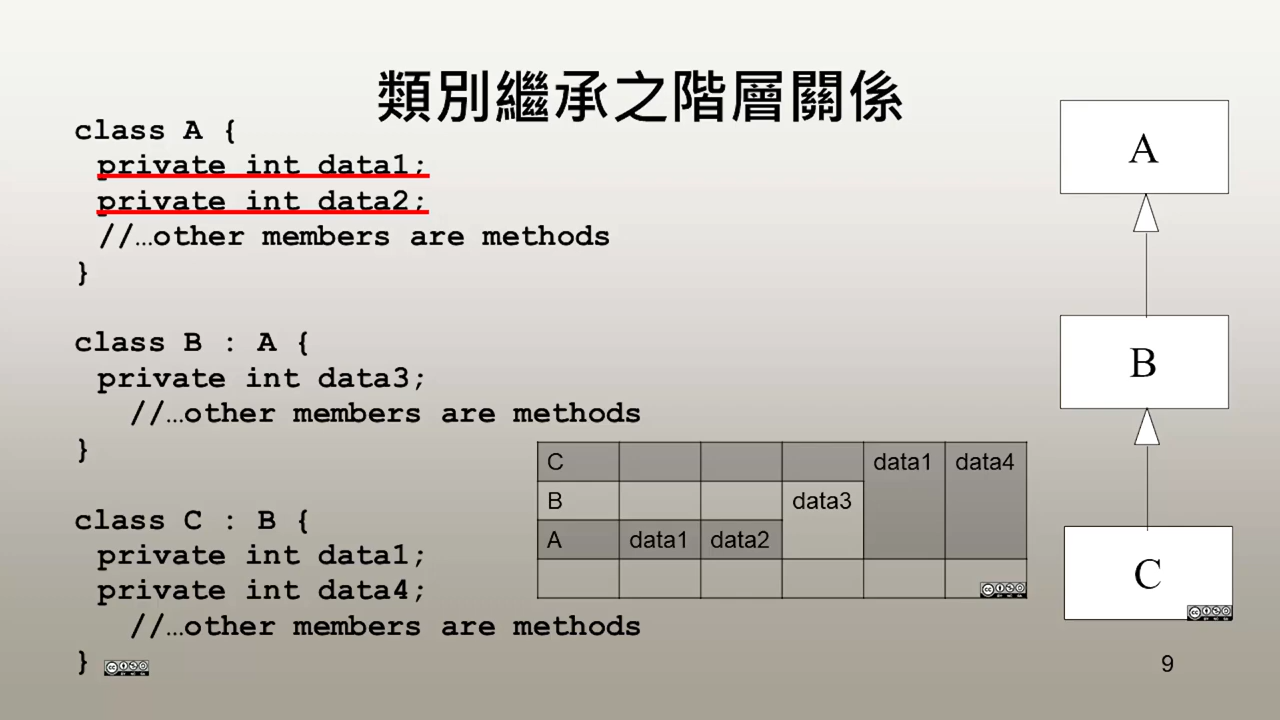 類別繼承之階層關係
class A {
private int data1;
private int data2;
//…other members are methods
}
class B : A {
private int data3;
//…other members are methods
}
class C : B {
private int data1;
private int data4;
//…other members are methods
}
C data1 data4
B data3
A data1 data2
A
B
C
9